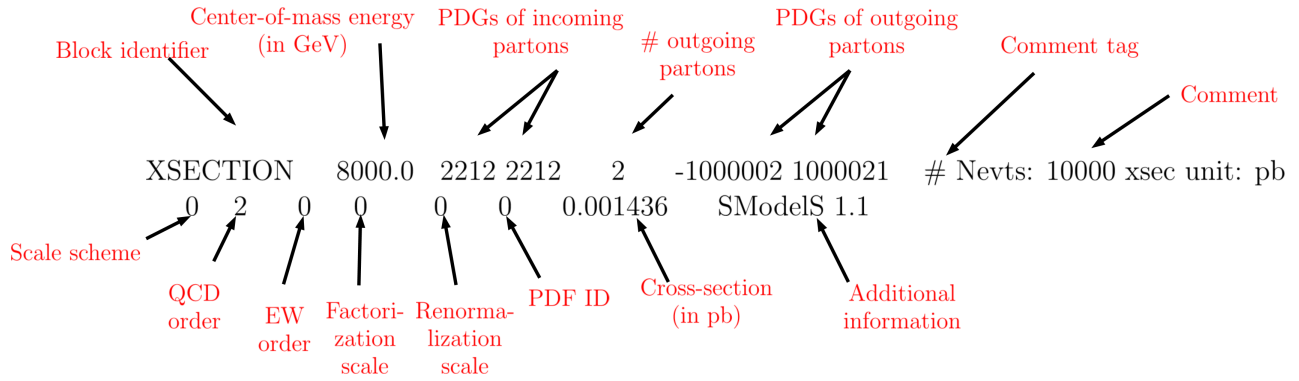 Center-of-mass energy
(in GeV)
PDGs of incoming
partons
PDGs of outgoing
partons
Block identifier
# outgoing
partons
Comment tag
Comment
XSECTION 8000.0 2212 2212 2 -1000002 1000021 # Nevts: 10000 xsec unit: pb
0 2 0 0 0 0 0.001436 SModelS 1.1
Scale scheme
QCD
order
EW
order
Factori-
zation
scale
Renorma-
lization
scale
PDF ID
Cross-section
(in pb)
Additional
information